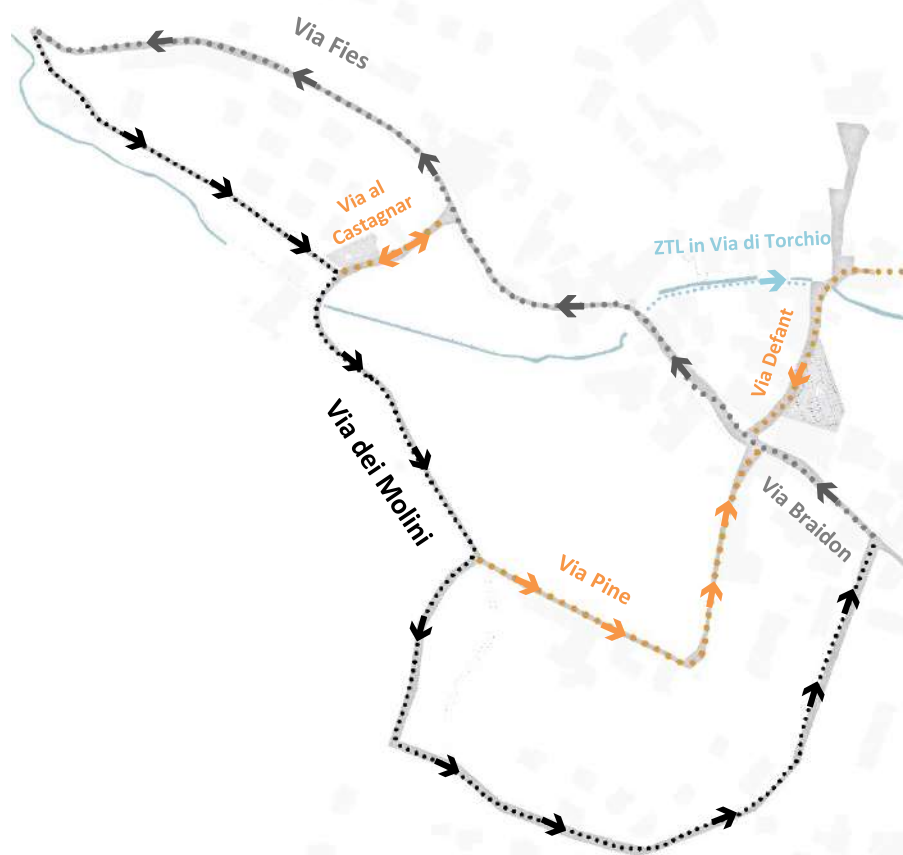 Via Fies
Via al
Castagnar
ZTL in Via di Torchio
Via Defant
Via dei Molini
Via Braidon
Via Pine